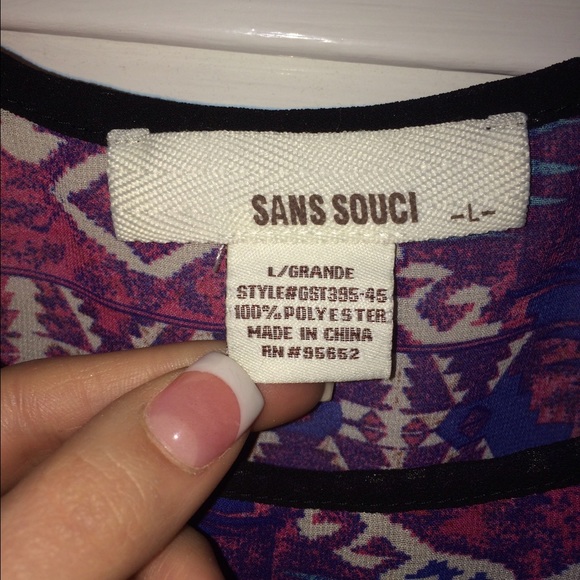 SANS SOUCI -L-
L/GRANDE
STYLE#GST395-45
100% POLYESTER
MADE IN CHINA
RN #95652